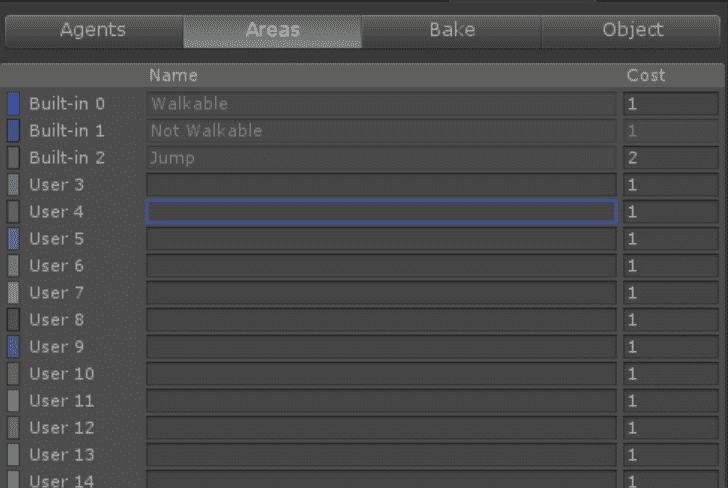 Agents Areas Bake Object
Name Cost
Built-in 0 Walkable 1
Built-in 1 Not Walkable 1
Built-in 2 Jump 2
User 3 1
User 4 1
User 5 1
User 6 1
User 7 1
User 8 1
User 9 1
User 10 1
User 11 1
User 12 1
User 13 1
User 14 1